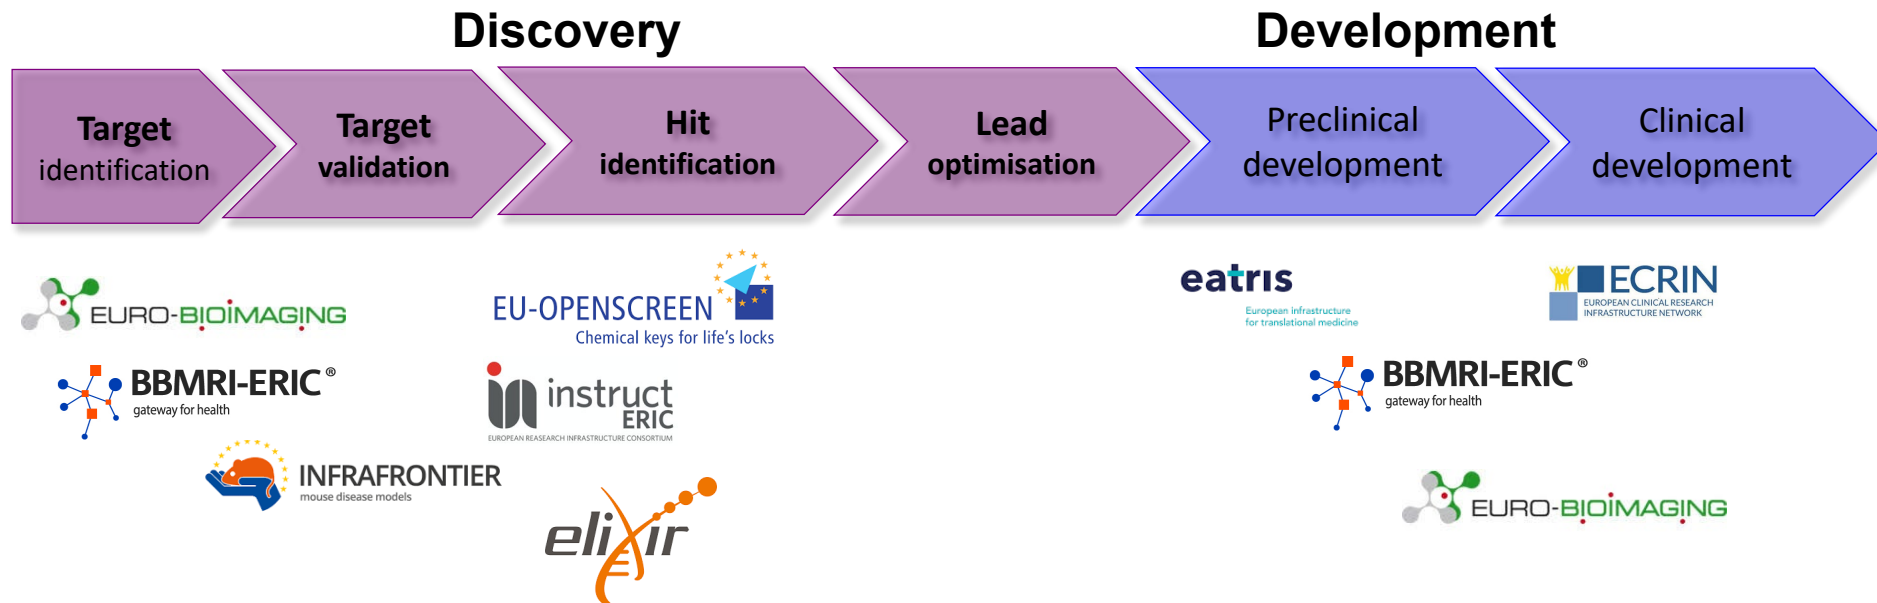 Discovery
Development
Target
identification
Target
validation
Hit
identification
Lead
optimisation
Preclinical
development
Clinical
development
EURO-BIOIMAGING
BBMRI-ERIC®
gateway for health
INFRAFRONTIER
mouse disease models
EU-OPENSCREEN
Chemical keys for life's locks
instruct
ERIC
EUROPEAN REASEARCH INFRASTRUCTURE CONSORTIUM
elixir
eatris
European infrastructure
for translational medicine
ECRIN
EUROPEAN CLINICAL RESEARCH
INFRASTRUCTURE NETWORK
BBMRI-ERIC®
gateway for health
EURO-BIOIMAGING